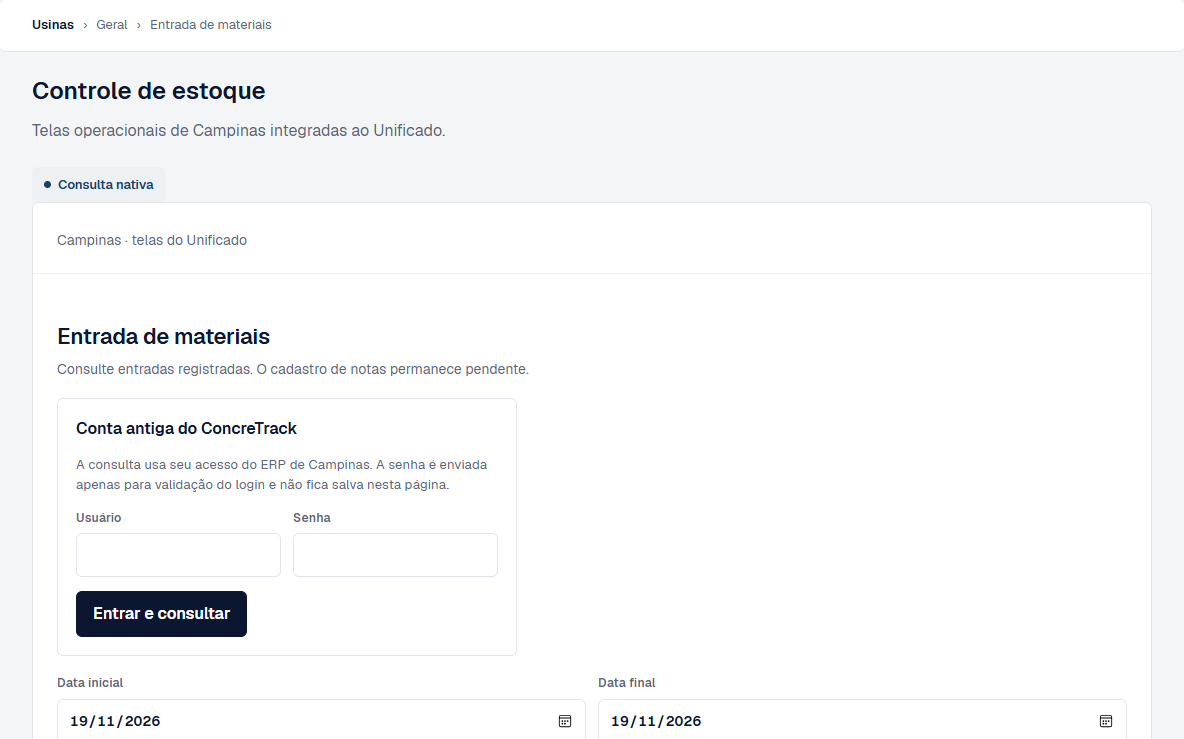 Usinas › Geral › Entrada de materiais
Controle de estoque
Telas operacionais de Campinas integradas ao Unificado.
Consulta nativa
Campinas · telas do Unificado
Entrada de materiais
Consulte entradas registradas. O cadastro de notas permanece pendente.
Conta antiga do ConcreTrack
A consulta usa seu acesso do ERP de Campinas. A senha é enviada
apenas para validação do login e não fica salva nesta página.
Usuário Senha
Entrar e consultar
Data inicial Data final
19/11/2026 19/11/2026